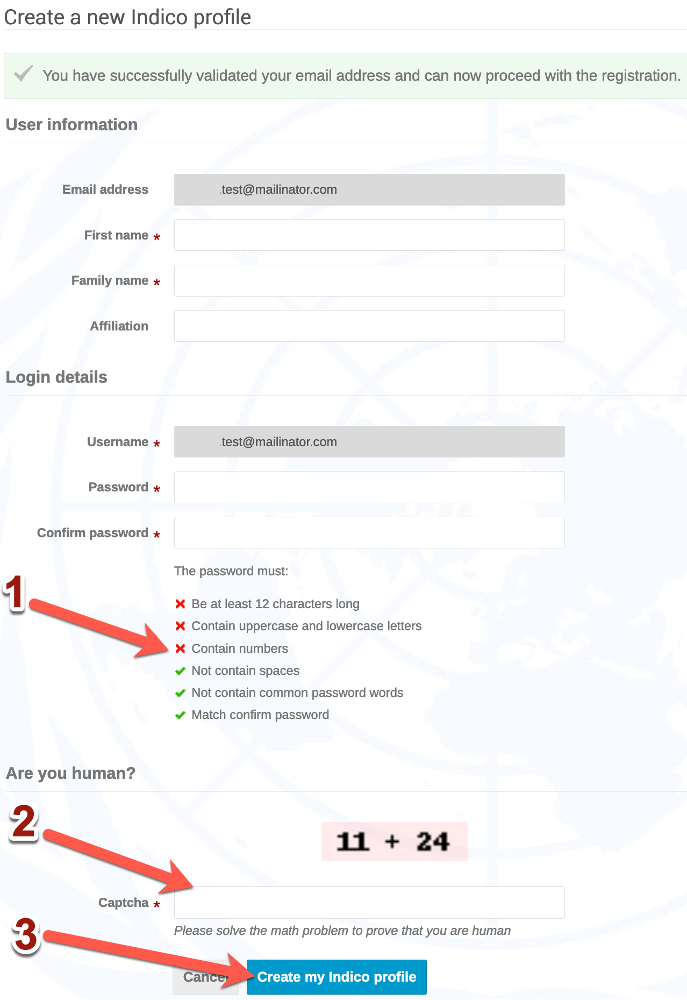 Create a new Indico profile
You have successfully validated your email address and can now proceed with the registration.
User information
Email address .test@mailinator.com
First name *
Family name *
Affiliation
Login details
Username * .test@mailinator.com
Password *
Confirm password *
The password must:
1
Be at least 12 characters long
Contain uppercase and lowercase letters
Contain numbers
Not contain spaces
Not contain common password words
Match confirm password
Are you human?
2
11 + 24
Captcha *
3
Please solve the math problem to prove that you are human
Cancel Create my Indico profile